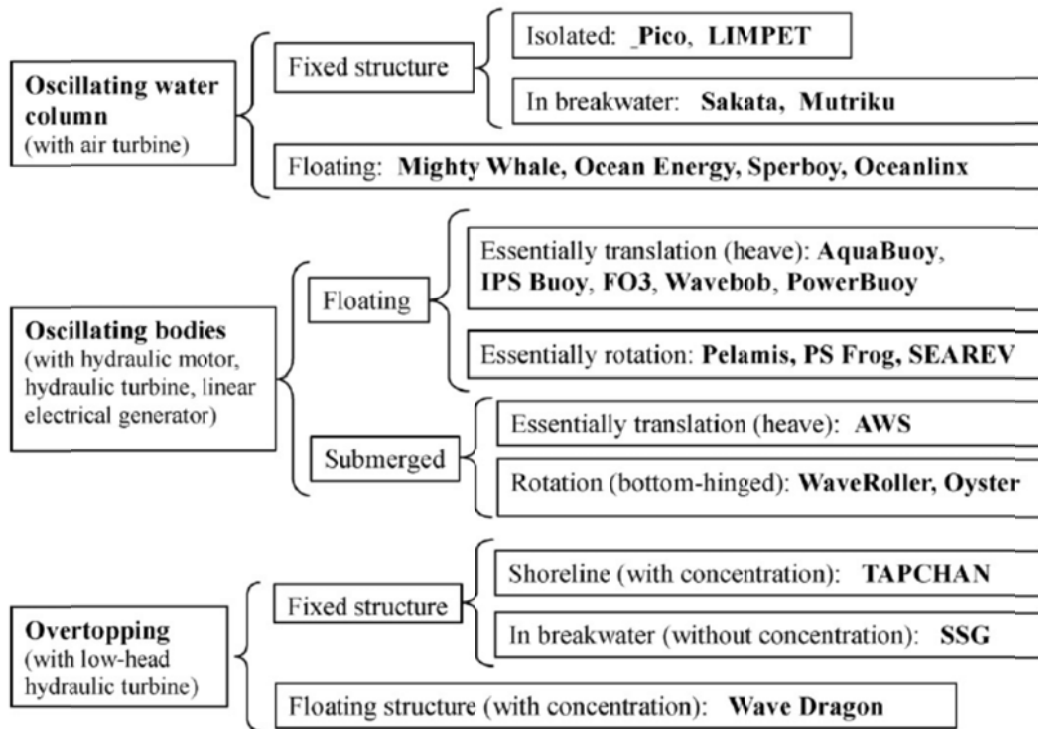 Oscillating water
column
(with air turbine)
Fixed structure
Isolated: _Pico, LIMPET
In breakwater: Sakata, Mutriku
Floating: Mighty Whale, Ocean Energy, Sperboy, Oceanlinx
Oscillating bodies
(with hydraulic motor,
hydraulic turbine, linear
electrical generator)
Floating
Essentially translation (heave): AquaBuoy,
IPS Buoy, FO3, Wavebob, PowerBuoy
Essentially rotation: Pelamis, PS Frog, SEAREV
Submerged
Essentially translation (heave): AWS
Rotation (bottom-hinged): WaveRoller, Oyster
Overtopping
(with low-head
hydraulic turbine)
Fixed structure
Shoreline (with concentration): TAPCHAN
In breakwater (without concentration): SSG
Floating structure (with concentration): Wave Dragon